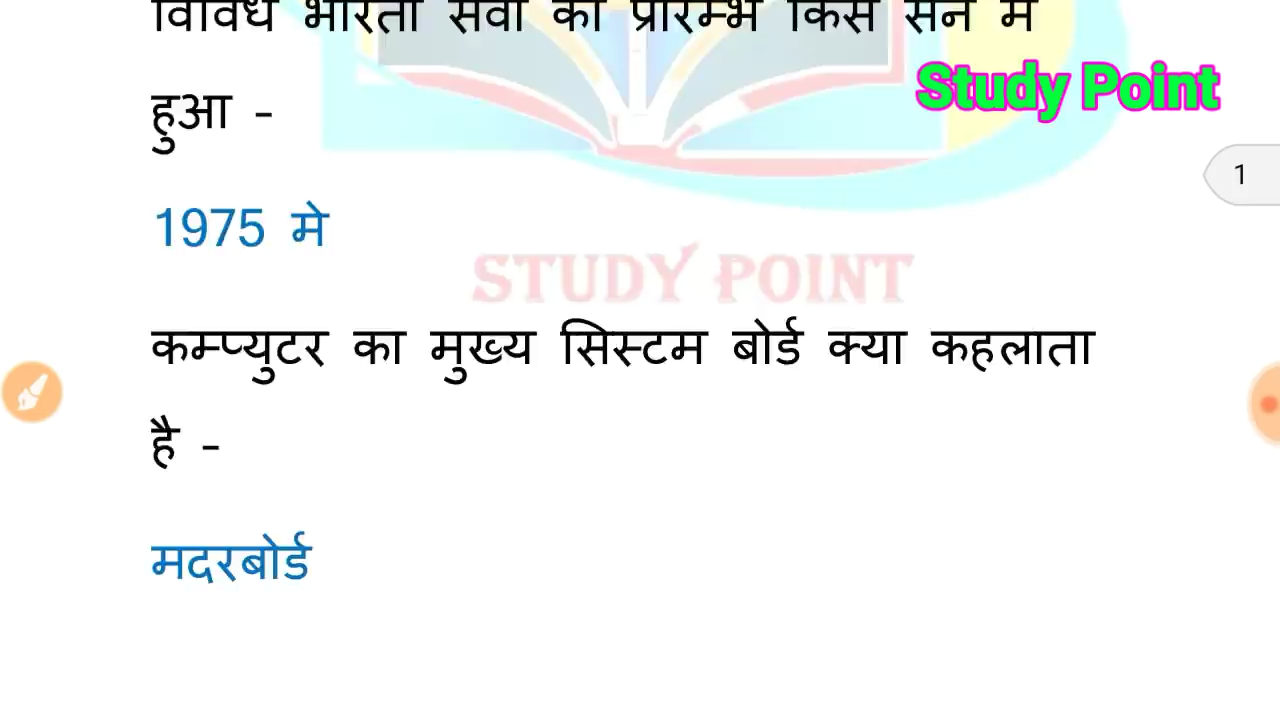 विविध भारती सेवा का प्रारम्भ किस सन में
Study Point
हुआ -
1
1975 मे
STUDY POINT
कम्प्युटर का मुख्य सिस्टम बोर्ड क्या कहलाता
है -
मदरबोर्ड